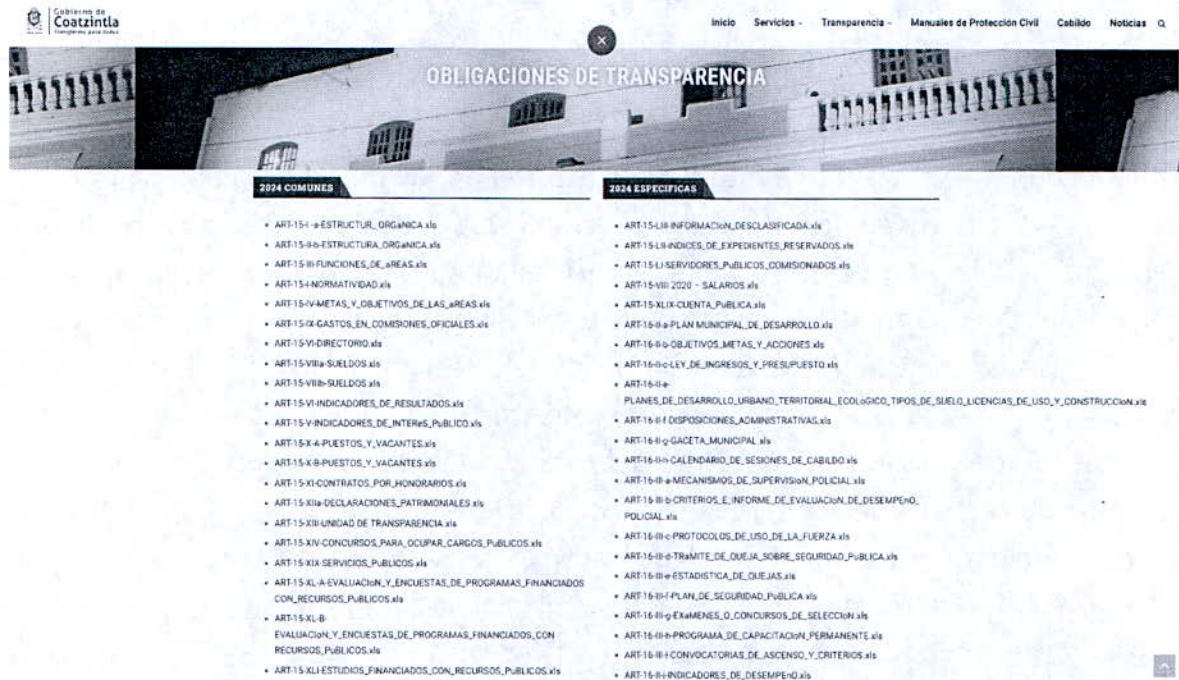 Gobierno de
Coatzintla
Transforma para todos
Inicio Servicios Transparencia Manuales de Protección Civil Cabildo Noticias
OBLIGACIONES DE TRANSPARENCIA
2024 COMUNES
ART-15-I -a-ESTRUCTUR_ ORGaNICA.xls
ART-15-II-b-ESTRUCTURA_ORGaNICA.xls
ART-15-III-FUNCIONES_DE_aREAS.xls
ART-15-I-NORMATIVIDAD.xls
ART-15-IV-METAS_Y_OBJETIVOS_DE_LAS_aREAS.xls
ART-15-IX-GASTOS_EN_COMISIONES_OFICIALES.xls
ART-15-VI-DIRECTORIO.xls
ART-15-VIIIa-SUELDOS.xls
ART-15-VIIIb-SUELDOS.xls
ART-15-VI-INDICADORES_DE_RESULTADOS.xls
ART-15-V-INDICADORES_DE_INTEReS_PuBLICO.xls
ART-15-X-A-PUESTOS_Y_VACANTES.xls
ART-15-X-B-PUESTOS_Y_VACANTES.xls
ART-15-XI-CONTRATOS_POR_HONORARIOS.xls
ART-15-XIIa-DECLARACIONES_PATRIMONIALES.xls
ART-15-XIII-UNIDAD DE TRANSPARENCIA.xls
ART-15-XIV-CONCURSOS_PARA_OCUPAR_CARGOS_PuBLICOS.xls
ART-15-XIX-SERVICIOS_PuBLICOS.xls
ART-15-XL-A-EVALUACIoN_Y_ENCUESTAS_DE_PROGRAMAS_FINANCIADOS
CON_RECURSOS_PuBLICOS.xls
ART-15-XL-B-
EVALUACIoN_Y_ENCUESTAS_DE_PROGRAMAS_FINANCIADOS_CON
RECURSOS_PuBLICOS.xls
ART-15-XLI-ESTUDIOS_FINANCIADOS_CON_RECURSOS_PuBLICOS.xls
2024 ESPECIFICAS
ART-15-LIII-INFORMACIoN_DESCLASIFICADA.xls
ART-15-LII-INDICES_DE_EXPEDIENTES_RESERVADOS.xls
ART-15-LI-SERVIDORES_PuBLICOS_COMISIONADOS.xls
ART-15-VIII 2020 – SALARIOS.xls
ART-15-XLIX-CUENTA_PuBLICA.xls
ART-16-II-a-PLAN MUNICIPAL_DE_DESARROLLO.xls
ART-16-II-b-OBJETIVOS_METAS_Y_ACCIONES.xls
ART-16-II-c-LEY_DE_INGRESOS_Y_PRESUPUESTO.xls
ART-16-II-e-
PLANES_DE_DESARROLLO_URBANO_TERRITORIAL_ECOLoGICO_TIPOS_DE_SUELO_LICENCIAS_DE_USO_Y_CONSTRUCCIoN.xls
ART-16-II-f-DISPOSICIONES_ADMINISTRATIVAS.xls
ART-16-II-g-GACETA_MUNICIPAL.xls
ART-16-II-h-CALENDARIO_DE_SESIONES_DE_CABILDO.xls
ART-16-III-a-MECANISMOS_DE_SUPERVISIoN_POLICIAL.xls
ART-16-III-b-CRITERIOS_E_INFORME_DE_EVALUACIoN_DE_DESEMPEnO_
POLICIAL.xls
ART-16-III-c-PROTOCOLOS_DE_USO_DE_LA_FUERZA.xls
ART-16-III-d-TRaMITE_DE_QUEJA_SOBRE_SEGURIDAD_PuBLICA.xls
ART-16-III-e-ESTADISTICA_DE_QUEJAS.xls
ART-16-III-f-PLAN_DE_SEGURIDAD_PuBLICA.xls
ART-16-III-g-EXaMENES_O_CONCURSOS_DE_SELECCIoN.xls
ART-16-III-h-PROGRAMA_DE_CAPACITACIoN_PERMANENTE.xls
ART-16-III-i-CONVOCATORIAS_DE_ASCENSO_Y_CRITERIOS.xls
ART-16-II-i-INDICADORES_DE_DESEMPEnO.xls